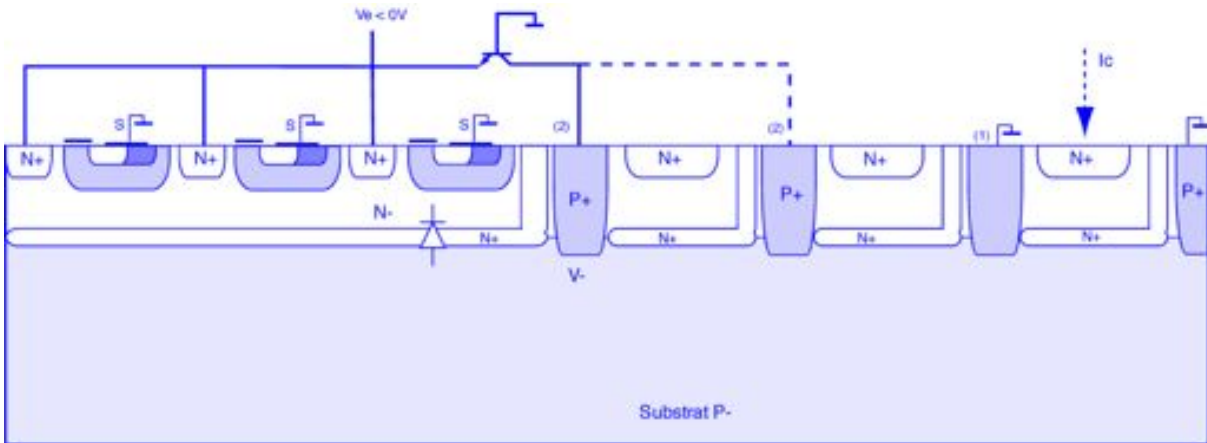 Ve < 0V
Ic
S
S
S
(2)
(2)
(1)
N+
N+
N+
N+
N+
N+
P+
P+
P+
N-
N+
N+
N+
N+
V-
Substrat P-